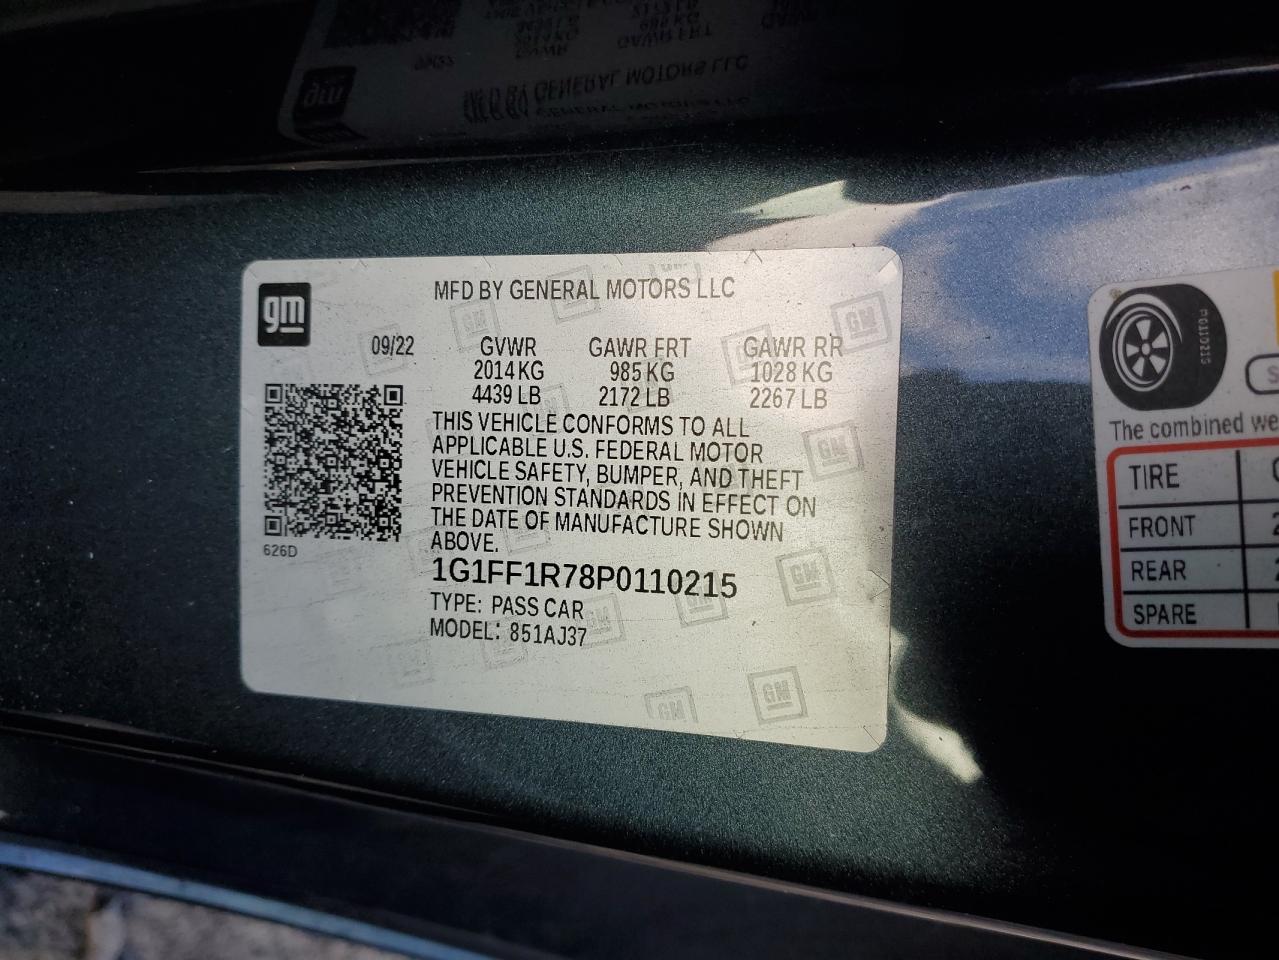 gm
MFD BY GENERAL MOTORS LLC
09/22
GVWR GAWR FRT GAWR RR
2014 KG 985 KG 1028 KG
4439 LB 2172 LB 2267 LB
THIS VEHICLE CONFORMS TO ALL
APPLICABLE U.S. FEDERAL MOTOR
VEHICLE SAFETY, BUMPER, AND THEFT
PREVENTION STANDARDS IN EFFECT ON
THE DATE OF MANUFACTURE SHOWN
ABOVE.
626D
1G1FF1R78P0110215
TYPE: PASS CAR
MODEL: 851AJ37
P0110215
The combined
TIRE
FRONT
REAR
SPARE